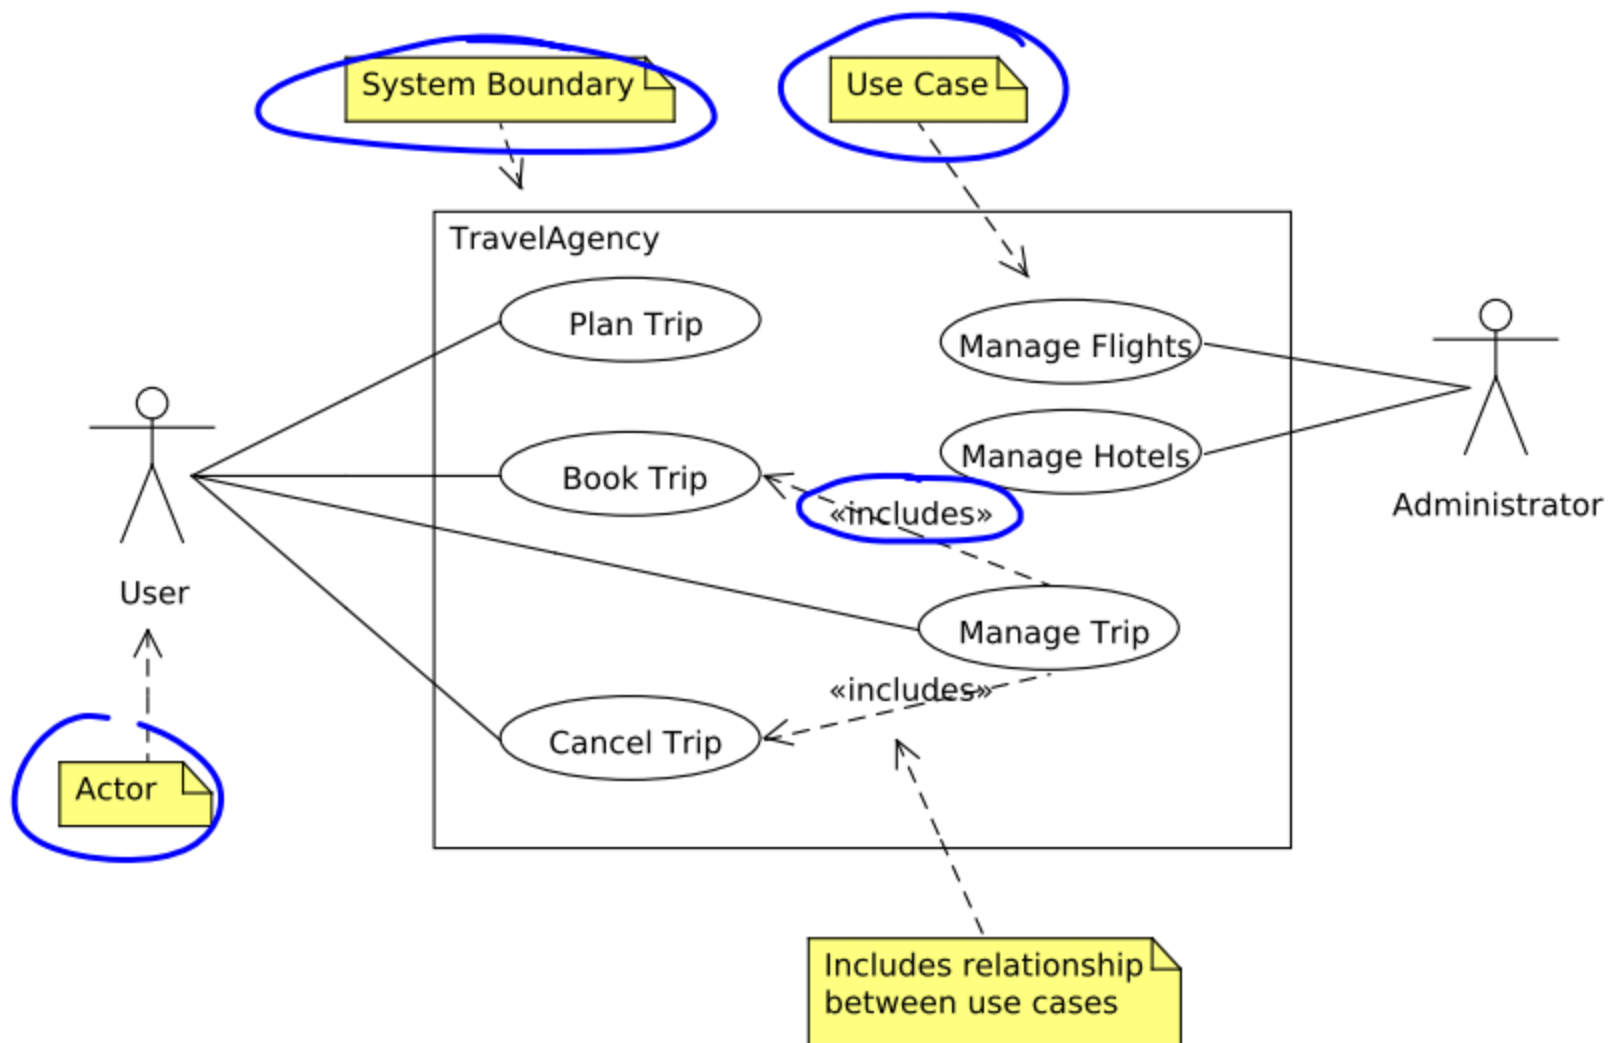 System Boundary
Use Case
TravelAgency
Plan Trip
Manage Flights
Book Trip
Manage Hotels
«includes»
Administrator
User
Manage Trip
«includes»
Cancel Trip
Actor
Includes relationship
between use cases